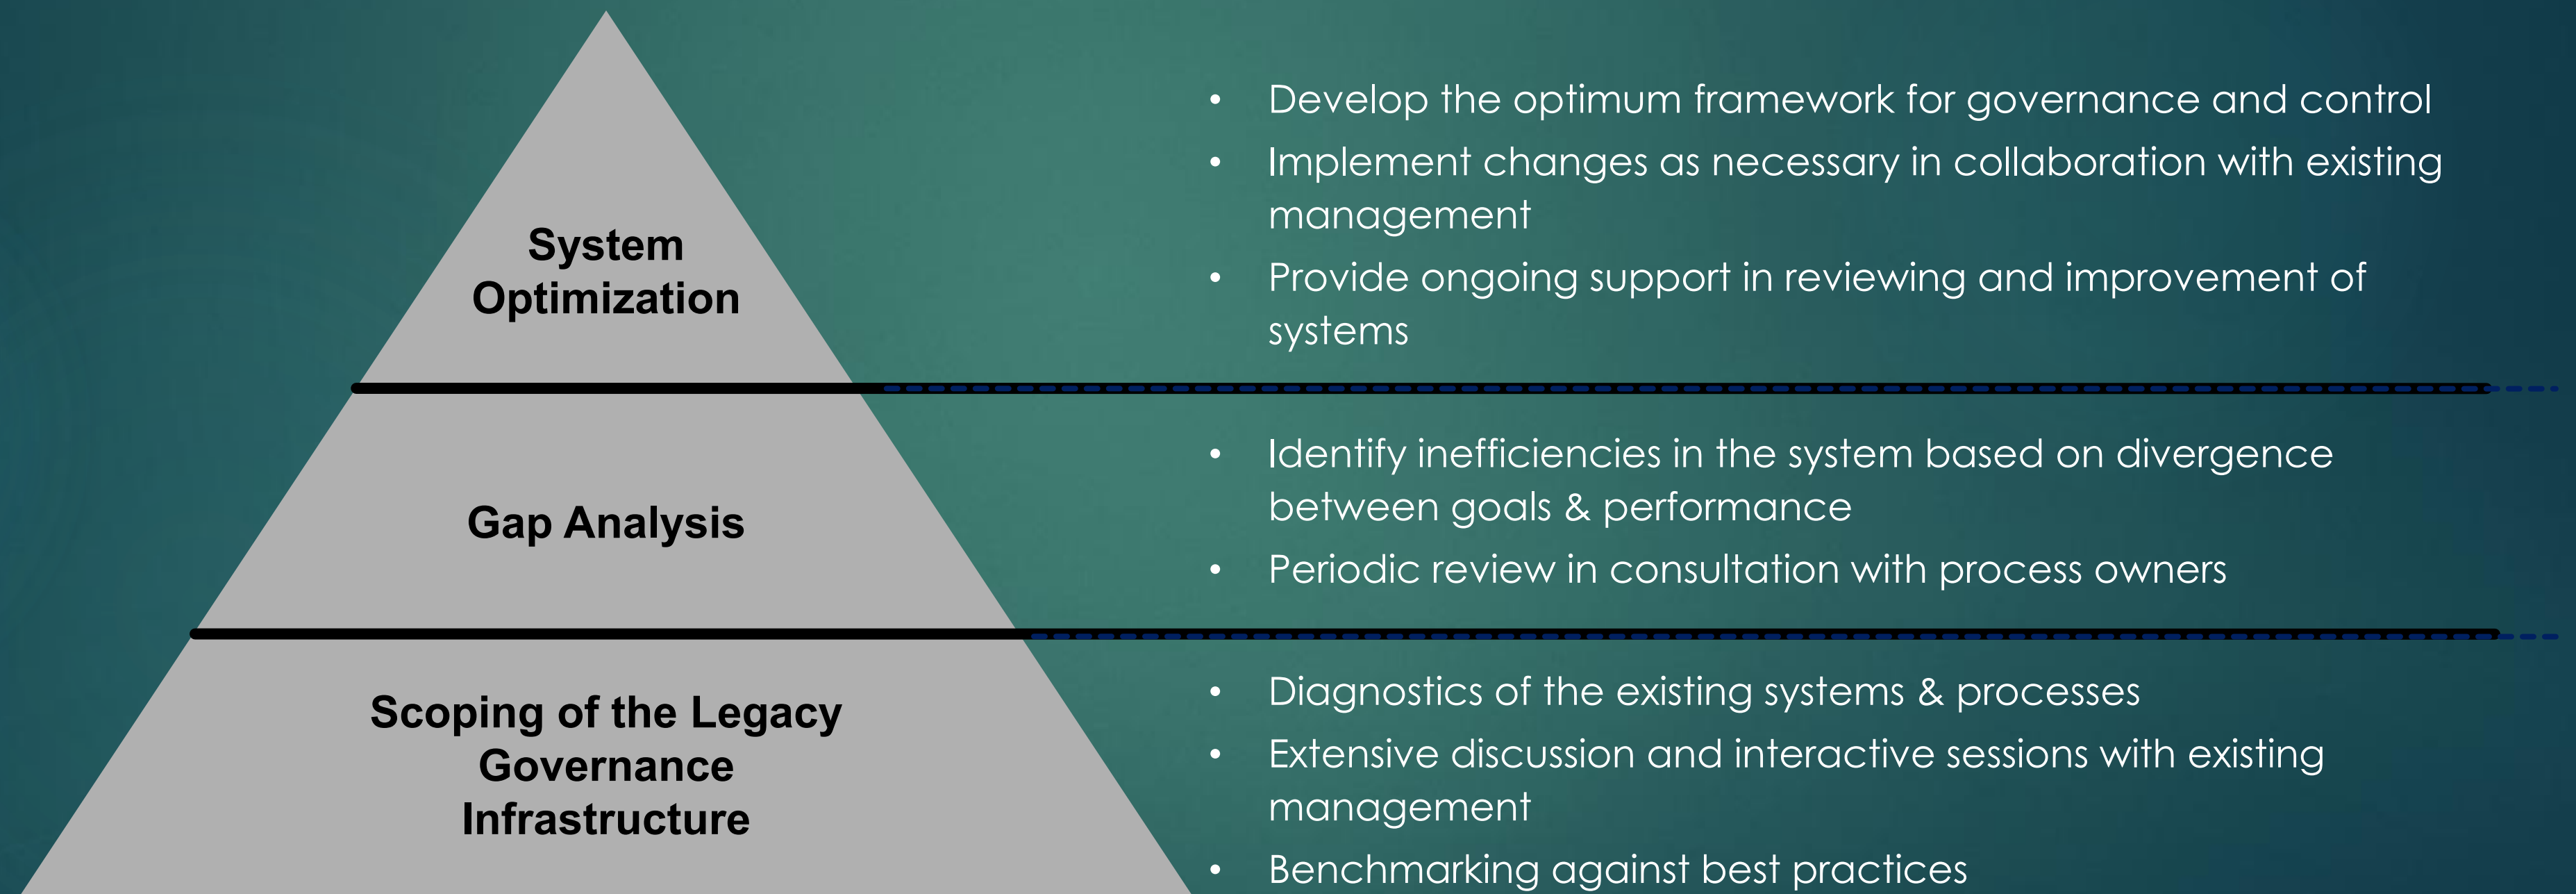 System
Optimization
• Develop the optimum framework for governance and control
• Implement changes as necessary in collaboration with existing
management
• Provide ongoing support in reviewing and improvement of
systems
Gap Analysis
• Identify inefficiencies in the system based on divergence
between goals & performance
• Periodic review in consultation with process owners
Scoping of the Legacy
Governance
Infrastructure
• Diagnostics of the existing systems & processes
• Extensive discussion and interactive sessions with existing
management
• Benchmarking against best practices